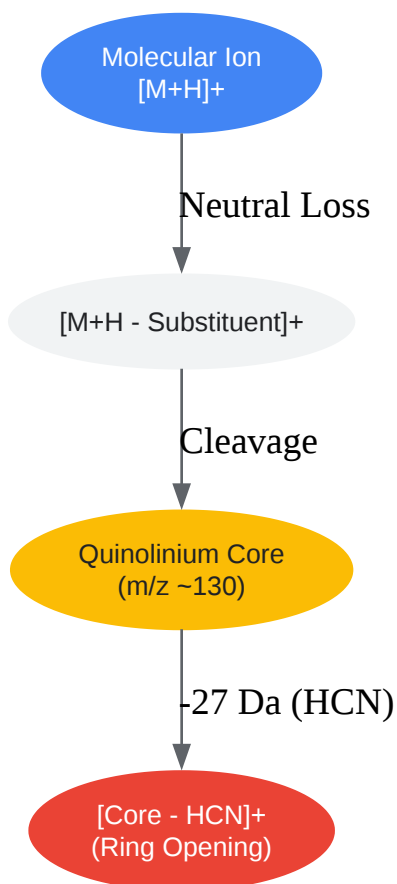 Molecular Ion
[M+H]+
Neutral Loss
[M+H - Substituent]+
Cleavage
Quinolinium Core
(m/z ~130)
-27 Da (HCN)
[Core - HCN]+
(Ring Opening)